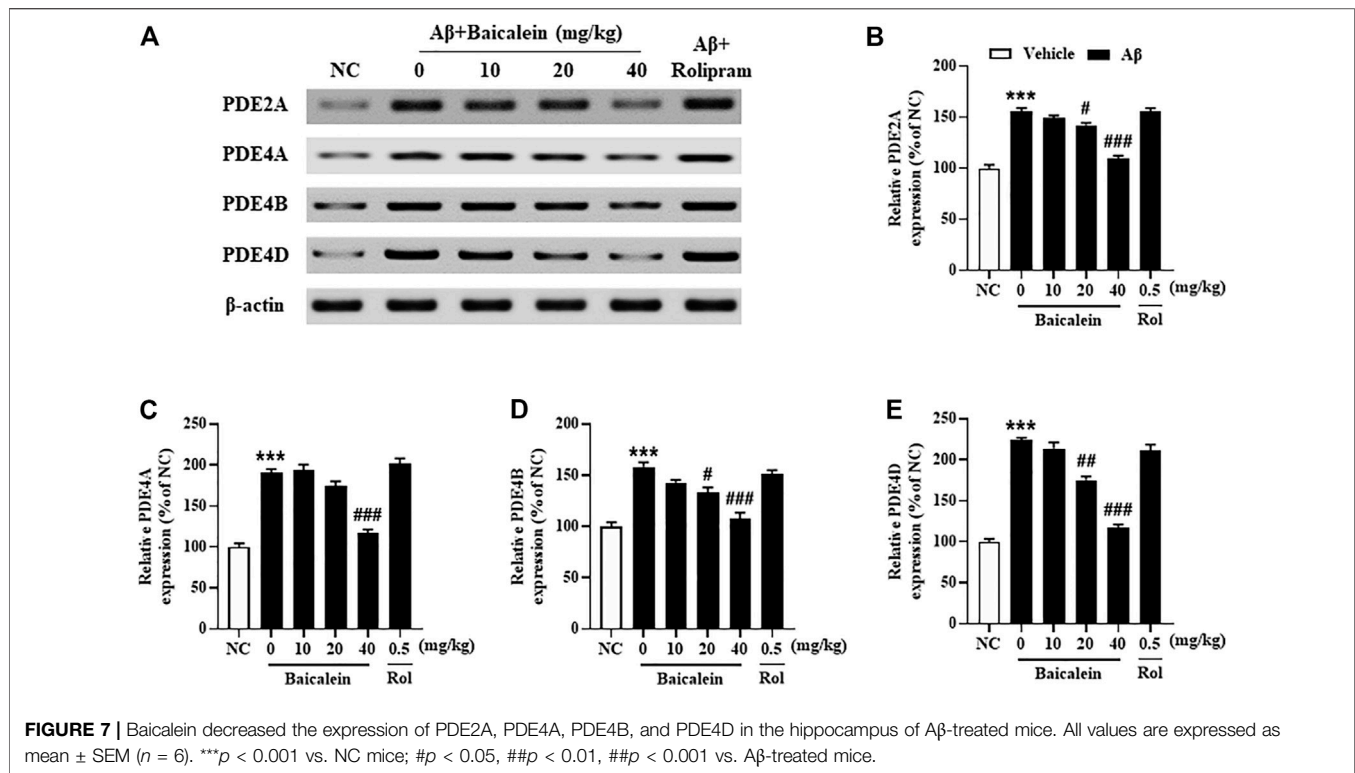 A
Aβ+Baicalein (mg/kg)
Aβ+
Rolipram
NC 0 10 20 40
PDE2A
PDE4A
PDE4B
PDE4D
β-actin
B
Vehicle Aβ
Relative PDE2A
expression (% of NC)
200
150
100
50
0
*** # ###
NC 0 10 20 40 0.5 (mg/kg)
Baicalein Rol
C
Relative PDE4A
expression (% of NC)
250
200
150
100
50
0
*** ###
NC 0 10 20 40 0.5 (mg/kg)
Baicalein Rol
D
Relative PDE4B
expression (% of NC)
200
150
100
50
0
*** # ###
NC 0 10 20 40 0.5 (mg/kg)
Baicalein Rol
E
Relative PDE4D
expression (% of NC)
250
200
150
100
50
0
*** ## ###
NC 0 10 20 40 0.5 (mg/kg)
Baicalein Rol
FIGURE 7 | Baicalein decreased the expression of PDE2A, PDE4A, PDE4B, and PDE4D in the hippocampus of Aβ-treated mice. All values are expressed as
mean ± SEM (n = 6). ***p < 0.001 vs. NC mice; #p < 0.05, ##p < 0.01, ##p < 0.001 vs. Aβ-treated mice.